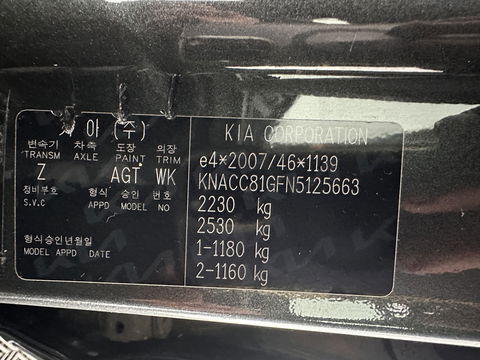 기아 (주)
변속기 차축 도장 의장
TRANSM AXLE PAINT TRIM
Z AGT WK
정비부호 형식 승인 번호
S.V.C APPD MODEL NO
형식승인년월일
MODEL APPD DATE
KIA CORPORATION
e4*2007/46*1139
KNACC81GFN5125663
2230 kg
2530 kg
1-1180 kg
2-1160 kg